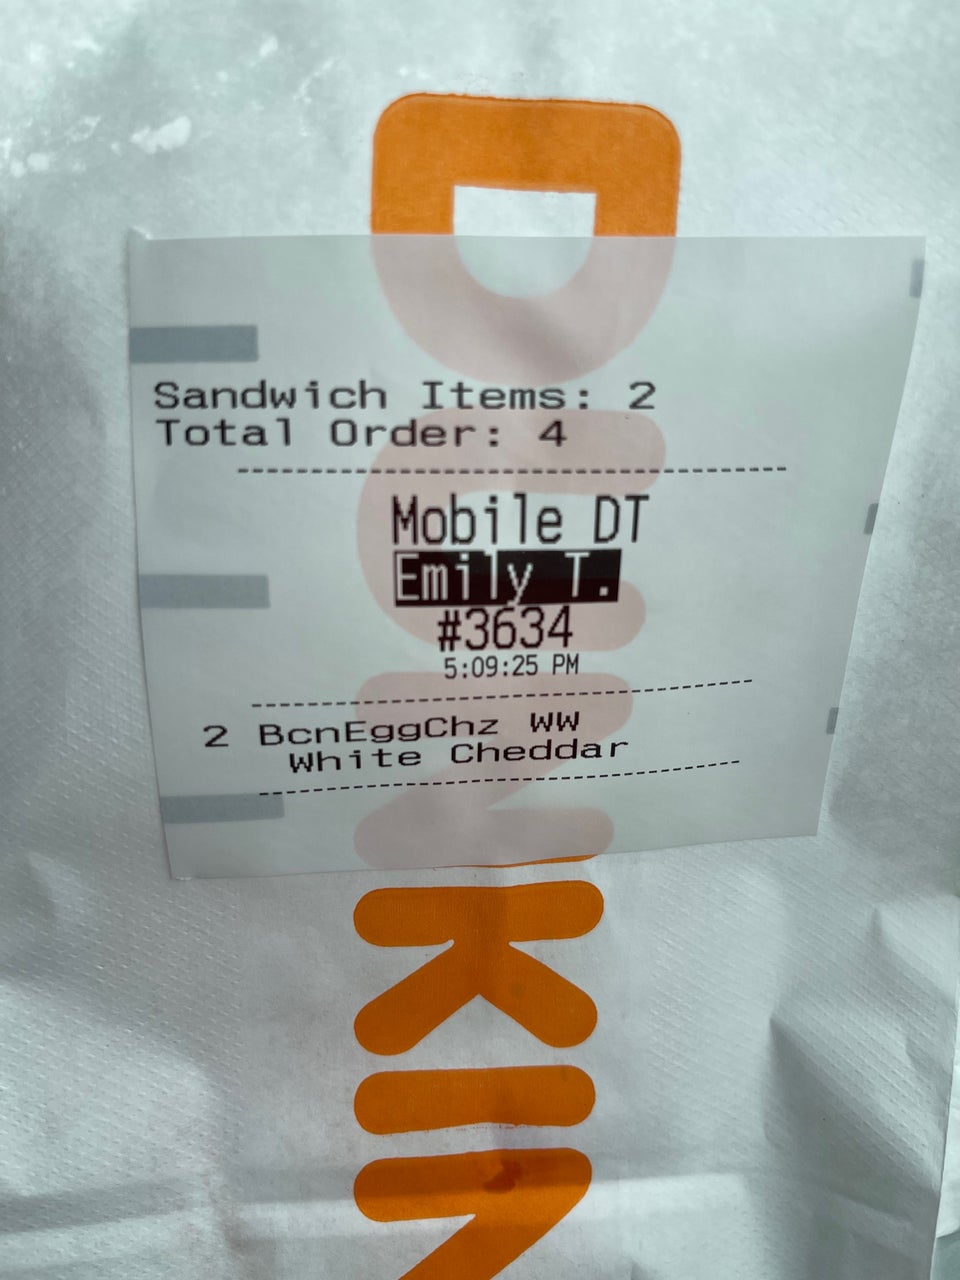 Sandwich Items: 2
Total Order: 4
Mobile DT
Emily T.
#3634
5:09:25 PM
2 BcnEggChz WW
White Cheddar
DUNKIN